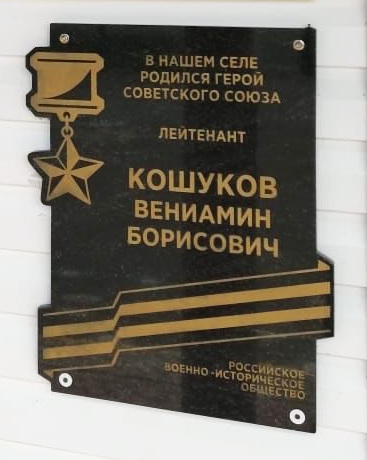 В НАШЕМ СЕЛЕ
РОДИЛСЯ ГЕРОЙ
СОВЕТСКОГО СОЮЗА
ЛЕЙТЕНАНТ
КОШУКОВ
ВЕНИАМИН
БОРИСОВИЧ
РОССИЙСКОЕ
ВОЕННО-ИСТОРИЧЕСКОЕ
ОБЩЕСТВО